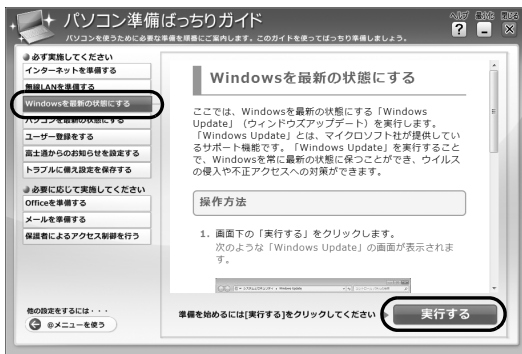 パソコン準備ばっちりガイド
ヘルプ 最小化 閉じる
パソコンを使うために必要な準備を順番にご案内します。このガイドを使ってばっちり準備しましょう。
必ず実施してください
インターネットを準備する
無線LANを準備する
Windowsを最新の状態にする
パソコンを最新の状態にする
ユーザー登録をする
富士通からのお知らせを設定する
トラブルに備え設定を保存する
必要に応じて実施してください
Officeを準備する
メールを準備する
保護者によるアクセス制御を行う
他の設定をするには・・・
@メニューを使う
Windowsを最新の状態にする
ここでは、Windowsを最新の状態にする「Windows
Update」（ウィンドウズアップデート）を実行します。
「Windows Update」とは、マイクロソフト社が提供してい
るサポート機能です。「Windows Update」を実行すること
で、Windowsを常に最新の状態に保つことができ、ウイルス
の侵入や不正アクセスへの対策ができます。
操作方法
1. 画面下の「実行する」をクリックします。
次のような「Windows Update」の画面が表示されま
す。
準備を始めるには[実行する]をクリックしてください
実行する